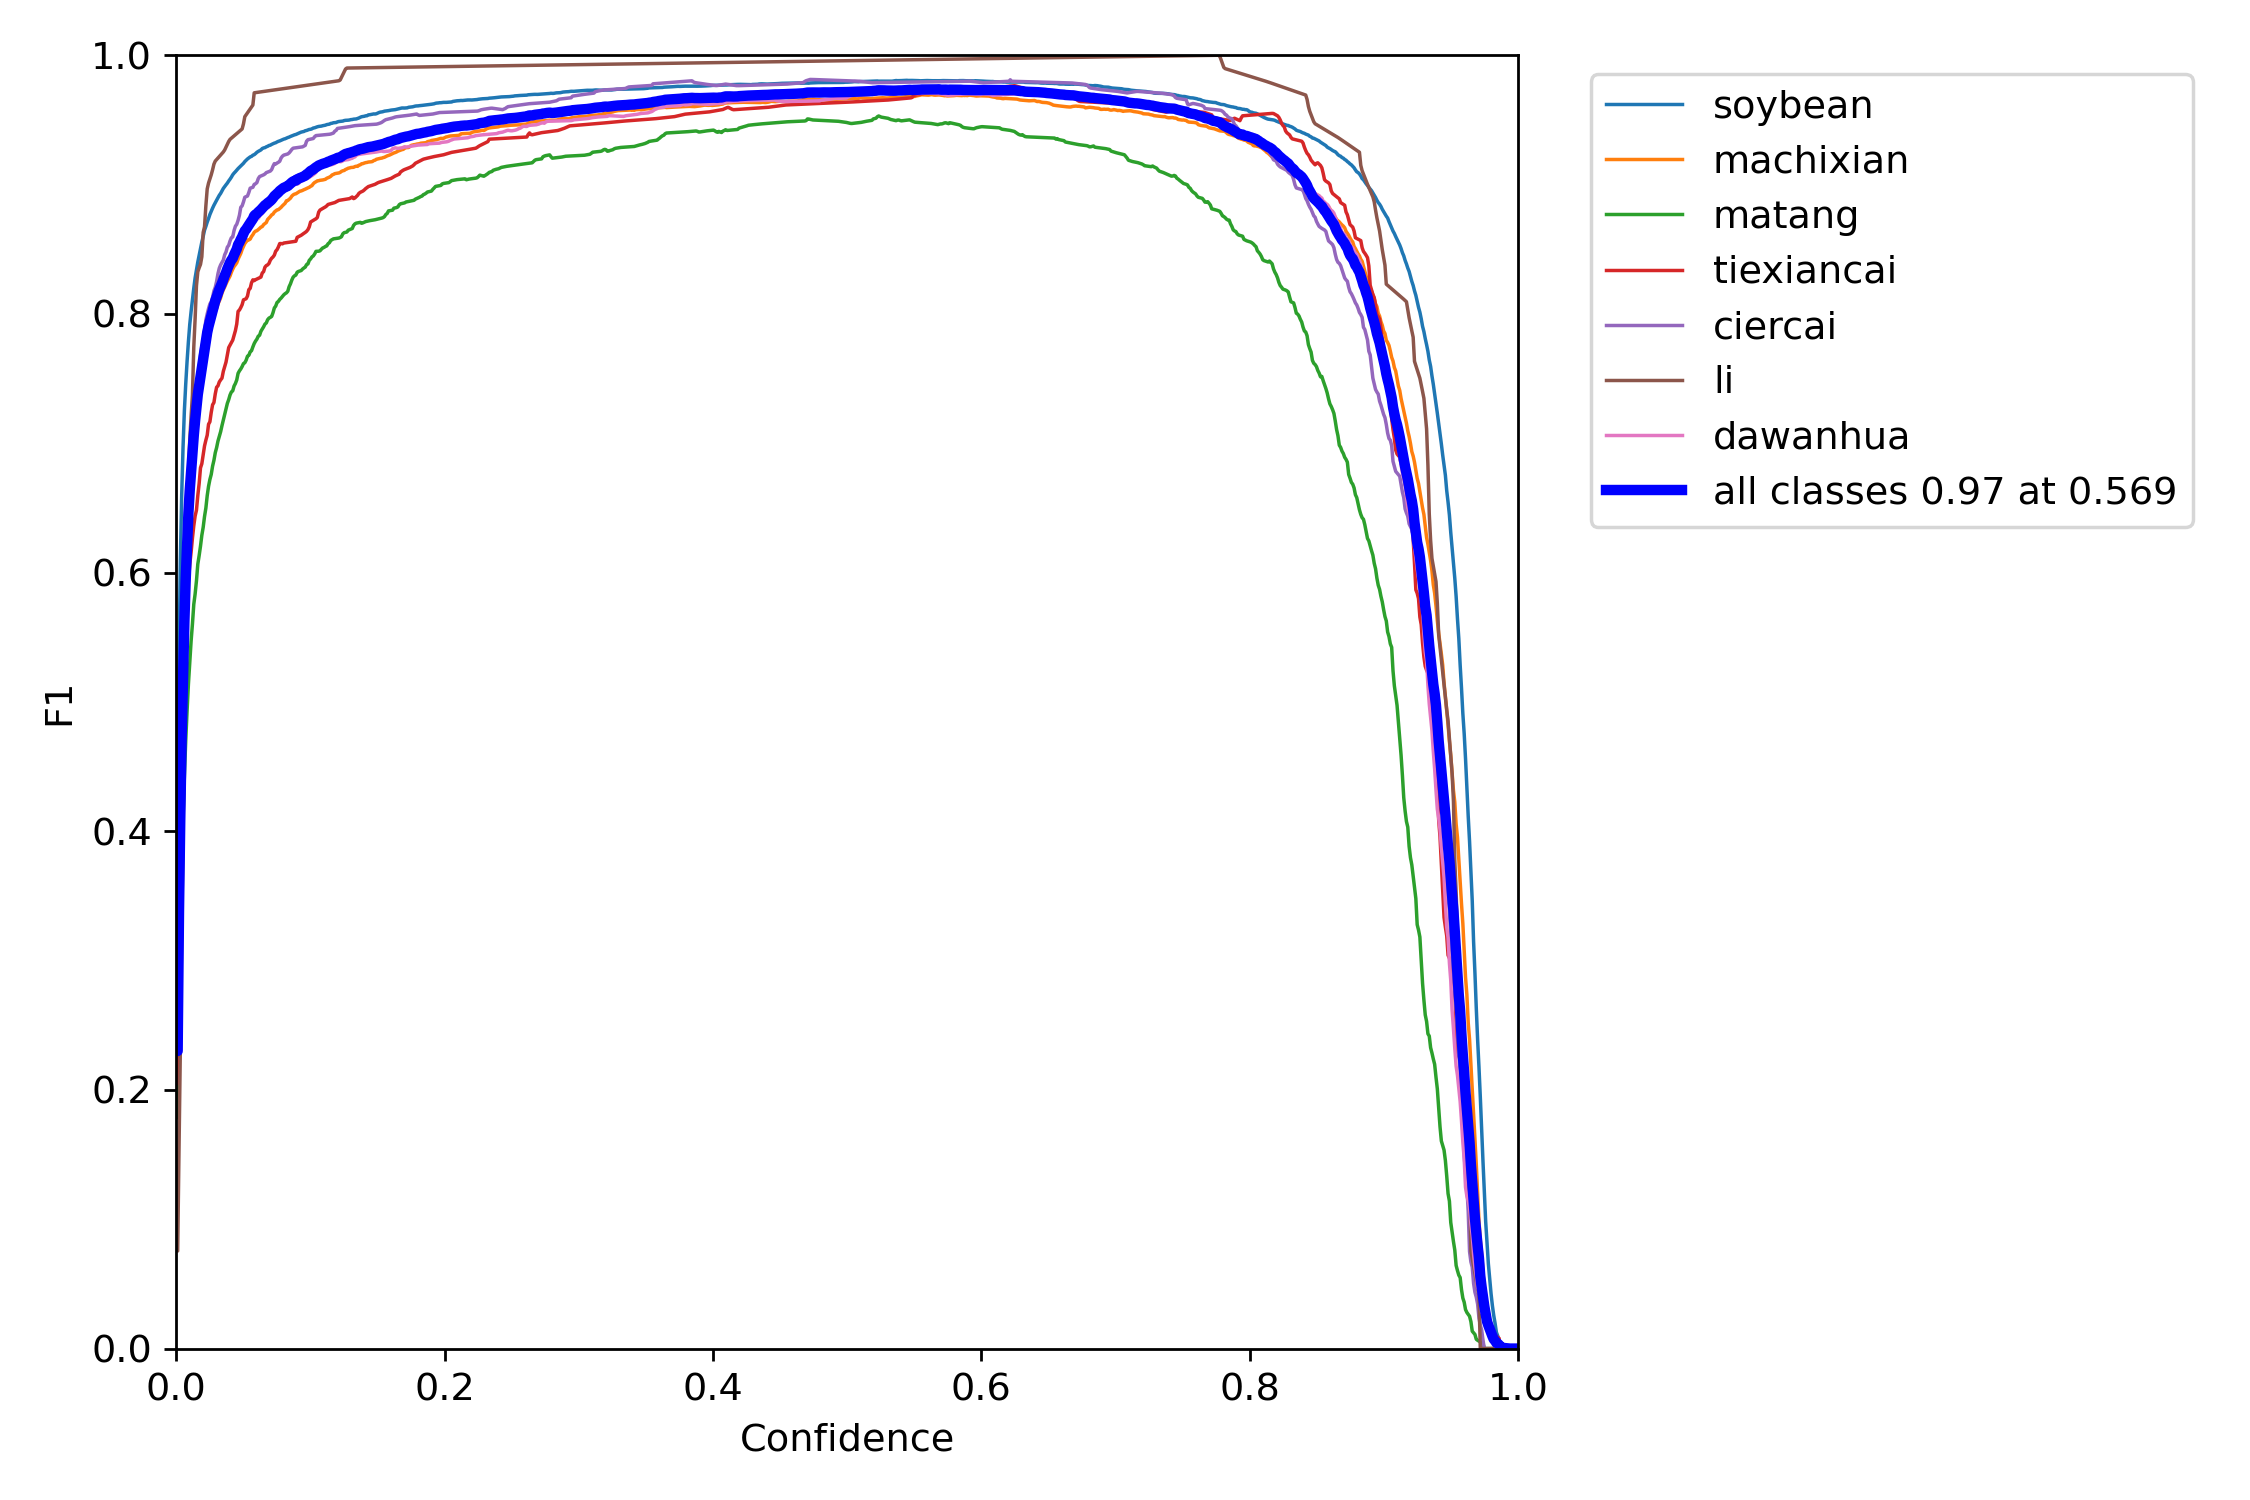 1.0
0.8
0.6
0.4
0.2
0.0
F1
0.0 0.2 0.4 0.6 0.8 1.0
Confidence
soybean
machixian
matang
tiexiancai
ciercai
li
dawanhua
all classes 0.97 at 0.569